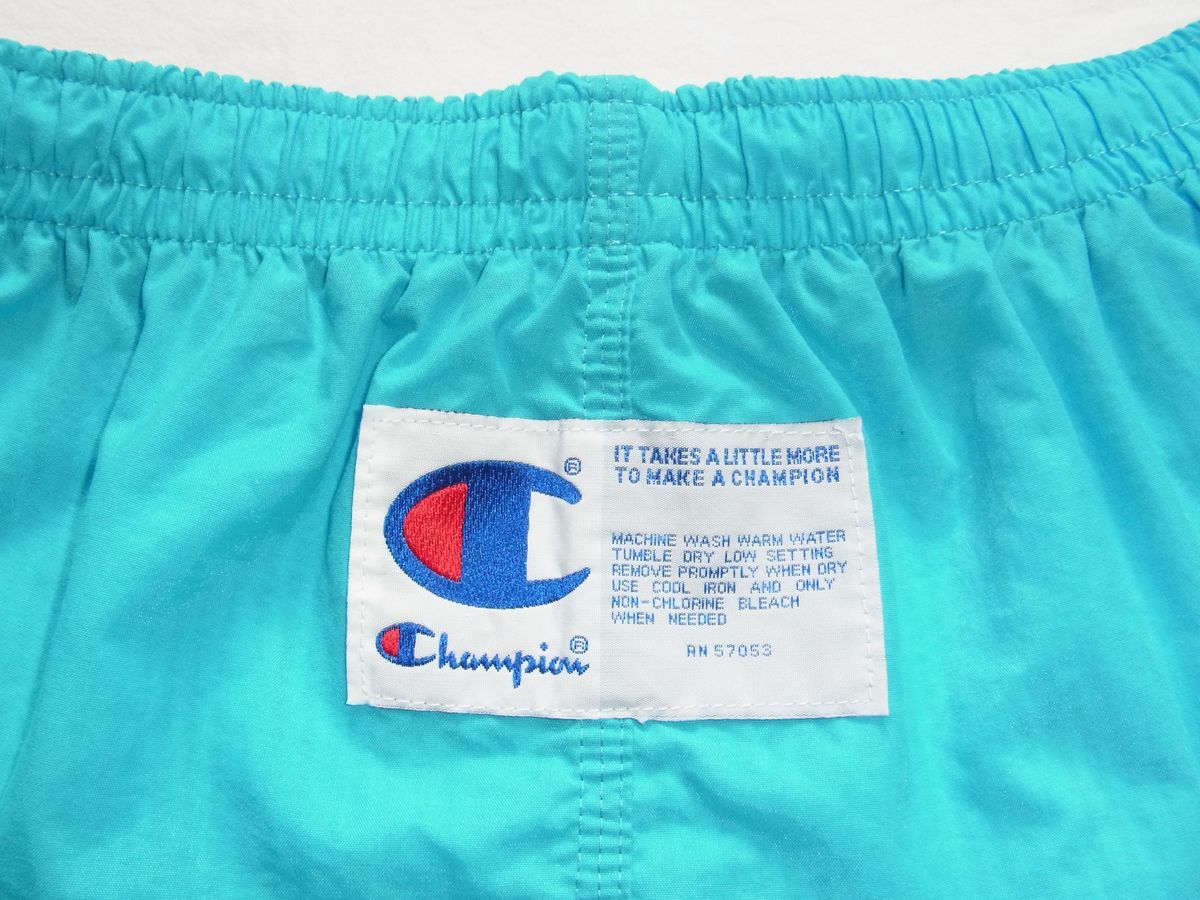 ®
IT TAKES A LITTLE MORE
TO MAKE A CHAMPION
MACHINE WASH WARM WATER
TUMBLE DRY LOW SETTING
REMOVE PROMPTLY WHEN DRY
USE COOL IRON AND ONLY
NON-CHLORINE BLEACH
WHEN NEEDED
RN 57053
Champion®